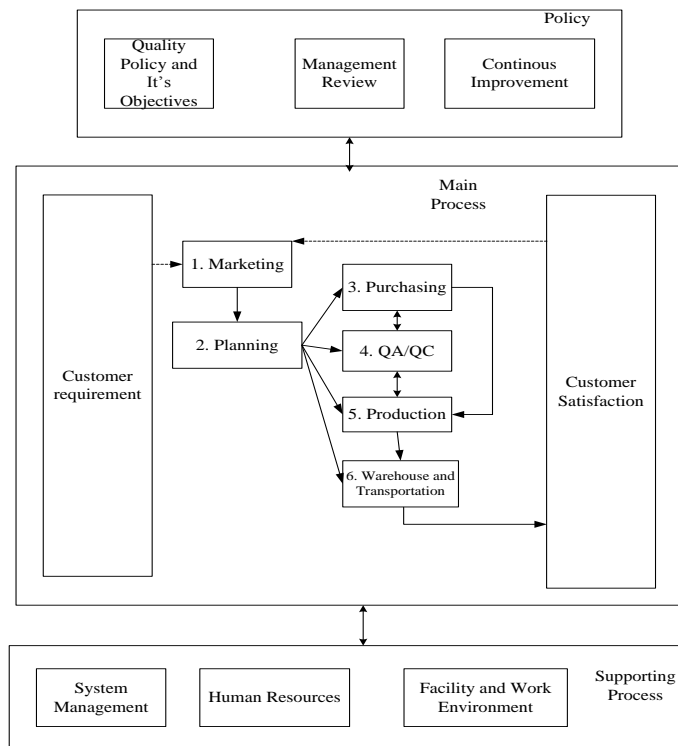 Policy
Quality
Policy and
It's
Objectives
Management
Review
Continous
Improvement
Main
Process
Customer
requirement
1. Marketing
2. Planning
3. Purchasing
4. QA/QC
5. Production
6. Warehouse and
Transportation
Customer
Satisfaction
System
Management
Human Resources
Facility and Work
Environment
Supporting
Process